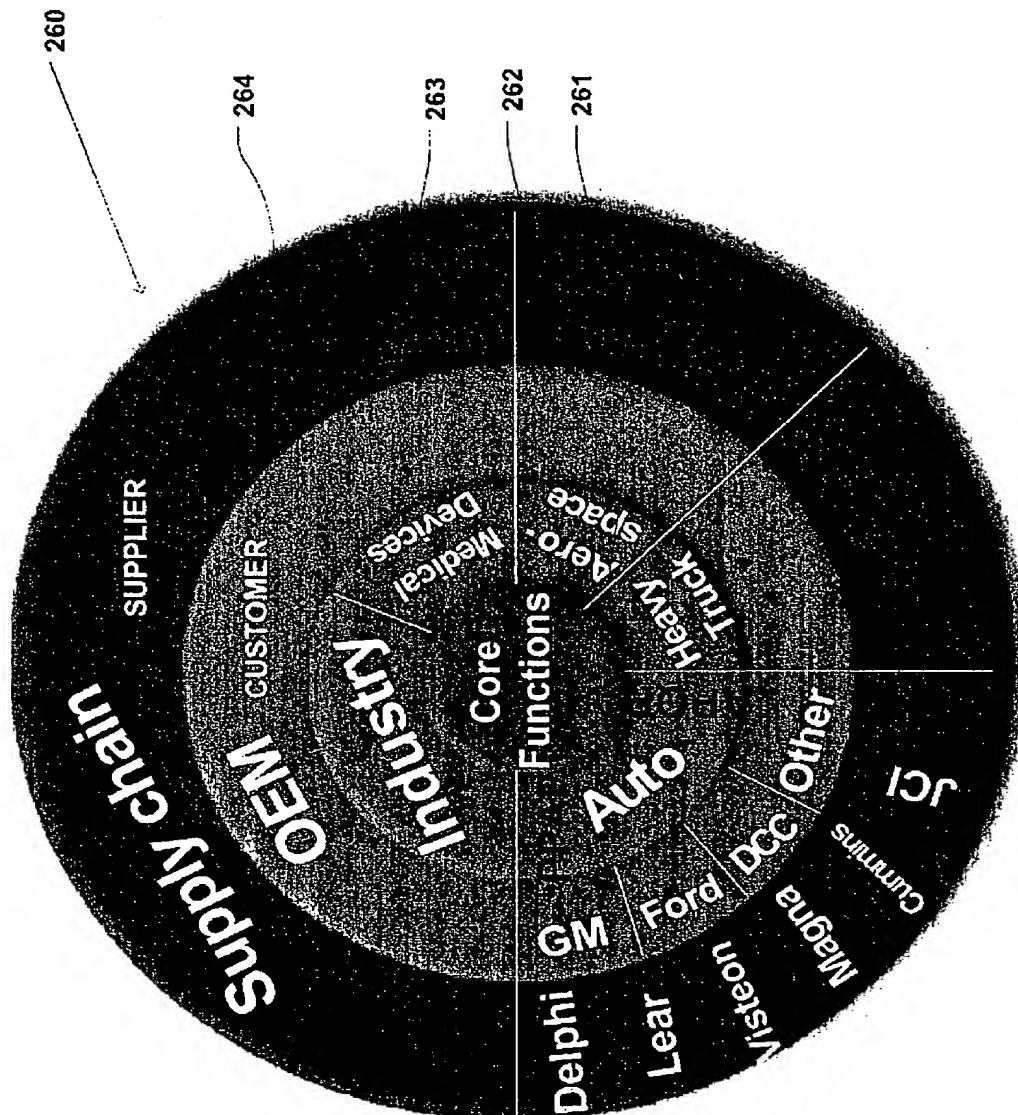 260
264
263
262
261
Supply chain
SUPPLIER
OEM
CUSTOMER
Industry
Medical
Devices
Core
Functions
Aero-
space
Heavy
Truck
Auto
GM
Ford
DCC
Other
Delphi
Lear
Visteon
Magna
Cummins
JCI